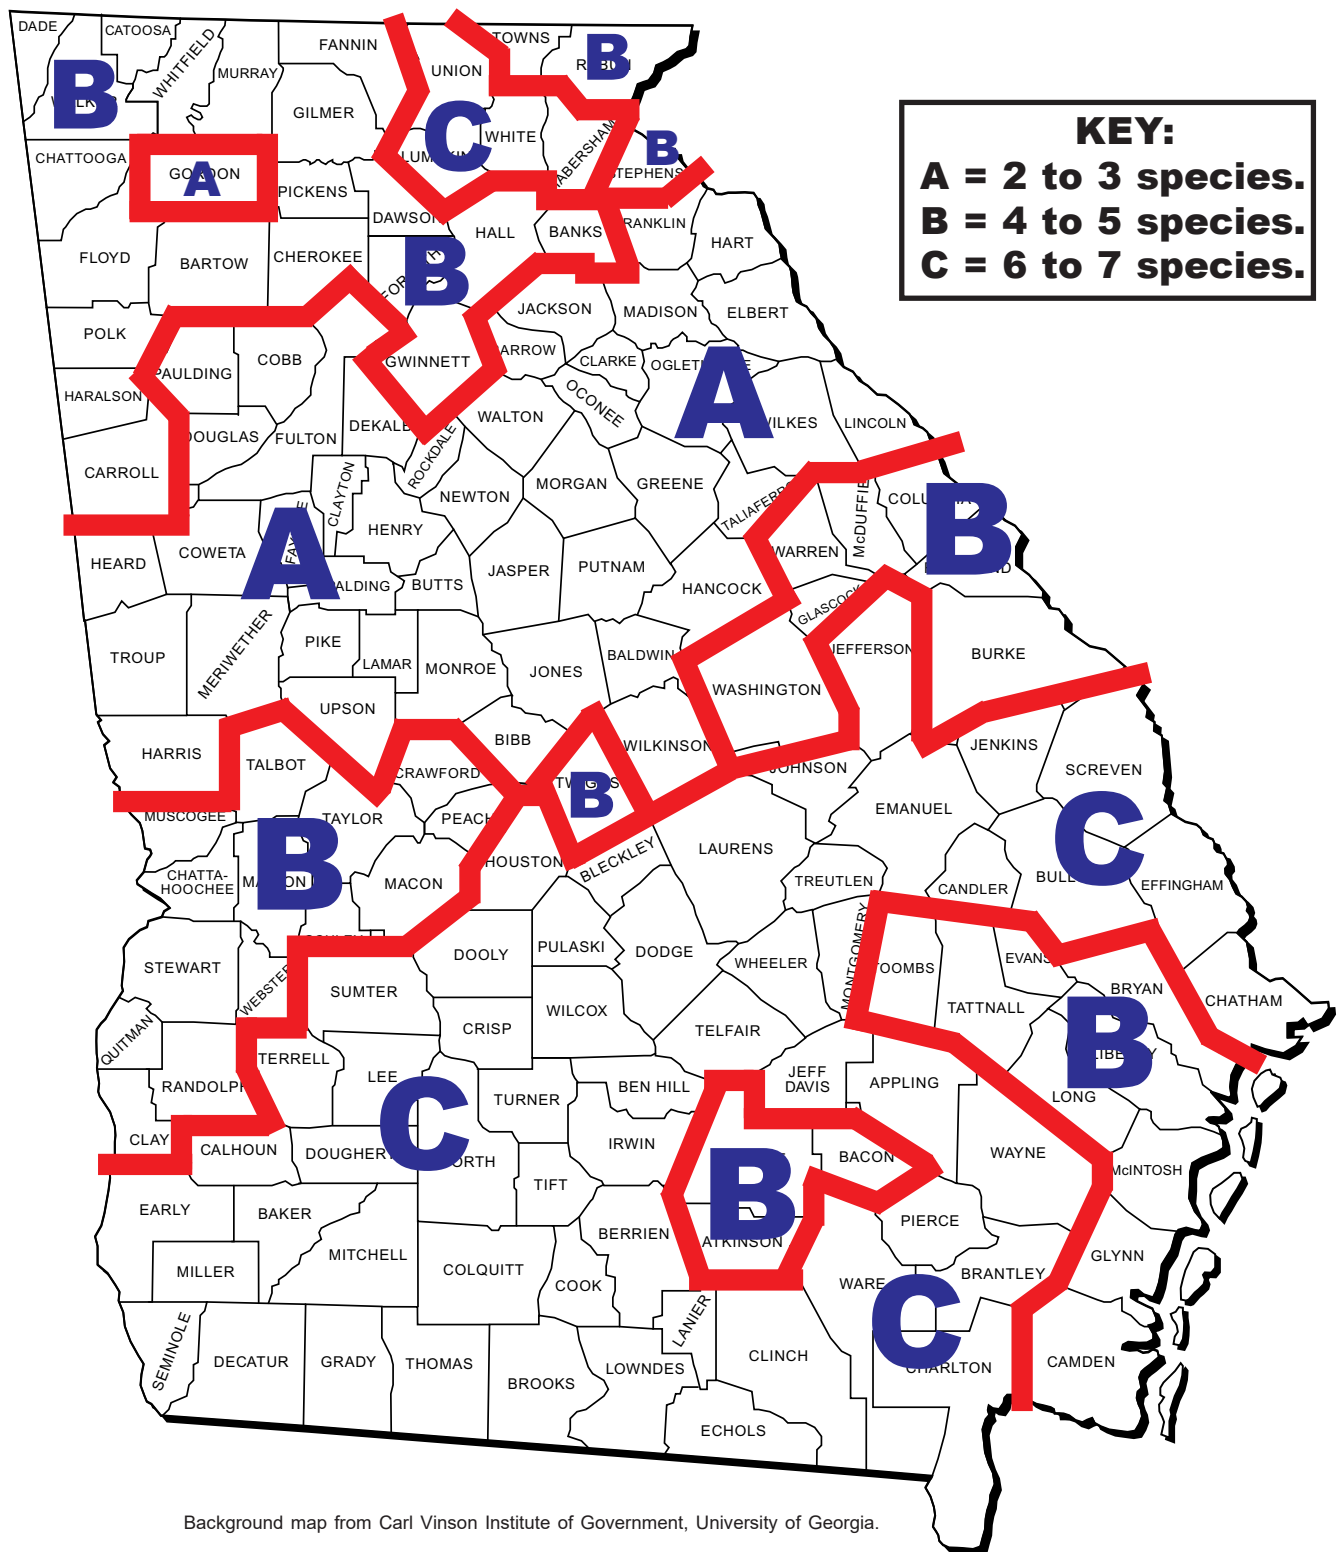 DADE
CATOOSA
WHITFIELD
MURRAY
FANNIN
UNION
TOWNS
B
B
GILMER
C
WHITE
KEY:
A = 2 to 3 species.
B = 4 to 5 species.
C = 6 to 7 species.
CHATTOOGA
A
PICKENS
B
DAWSON
HALL
BANKS
HART
FLOYD
BARTOW
CHEROKEE
B
JACKSON
MADISON
ELBERT
POLK
COBB
GWINNETT
CLARKE
PAULDING
HARALSON
OCONEE
A
WALTON
LINCOLN
DOUGLAS
FULTON
ROCKDALE
CARROLL
CLAYTON
NEWTON
MORGAN
GREENE
McDUFFIE
B
HENRY
HEARD
COWETA
A
WARREN
JASPER
PUTNAM
BUTTS
HANCOCK
GLASCOCK
TROUP
MERIWETHER
PIKE
LAMAR
MONROE
JONES
BALDWIN
JEFFERSON
BURKE
WASHINGTON
UPSON
HARRIS
TALBOT
BIBB
WILKINSON
JENKINS
CRAWFORD
JOHNSON
SCREVEN
B
EMANUEL
MUSCOGEE
TAYLOR
C
B
HOUSTON
BLECKLEY
LAURENS
CHATTA-
HOOCHEE
MACON
TREUTLEN
CANDLER
EFFINGHAM
DOOLY
PULASKI
DODGE
WHEELER
MONTGOMERY
TOOMBS
EVANS
STEWART
WEBSTER
SUMTER
BRYAN
CHATHAM
TATTNALL
WILCOX
CRISP
TELFAIR
QUITMAN
B
TERRELL
LEE
JEFF
DAVIS
APPLING
RANDOLPH
TURNER
BEN HILL
LONG
C
CLAY
CALHOUN
IRWIN
BACON
WAYNE
McINTOSH
TIFT
B
EARLY
BAKER
BERRIEN
PIERCE
ATKINSON
MITCHELL
GLYNN
MILLER
COLQUITT
COOK
WARE
BRANTLEY
C
LANIER
SEMINOLE
DECATUR
GRADY
THOMAS
BROOKS
LOWNDES
CLINCH
CHARLTON
CAMDEN
ECHOLS
Background map from Carl Vinson Institute of Government, University of Georgia.